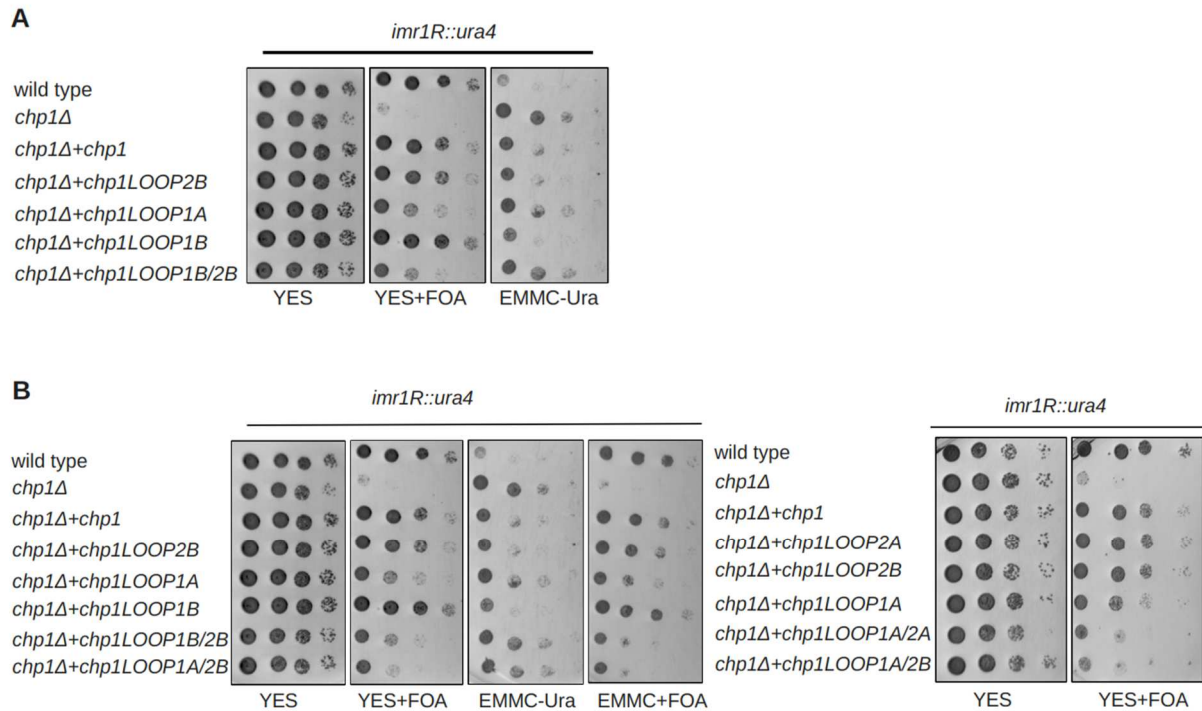 A
imr1R::ura4
wild type
chp1Δ
chp1Δ+chp1
chp1Δ+chp1LOOP2B
chp1Δ+chp1LOOP1A
chp1Δ+chp1LOOP1B
chp1Δ+chp1LOOP1B/2B
YES YES+FOA EMMC-Ura
B
imr1R::ura4
wild type
chp1Δ
chp1Δ+chp1
chp1Δ+chp1LOOP2B
chp1Δ+chp1LOOP1A
chp1Δ+chp1LOOP1B
chp1Δ+chp1LOOP1B/2B
chp1Δ+chp1LOOP1A/2B
YES YES+FOA EMMC-Ura EMMC+FOA
imr1R::ura4
wild type
chp1Δ
chp1Δ+chp1
chp1Δ+chp1LOOP2A
chp1Δ+chp1LOOP2B
chp1Δ+chp1LOOP1A
chp1Δ+chp1LOOP1A/2A
chp1Δ+chp1LOOP1A/2B
YES YES+FOA